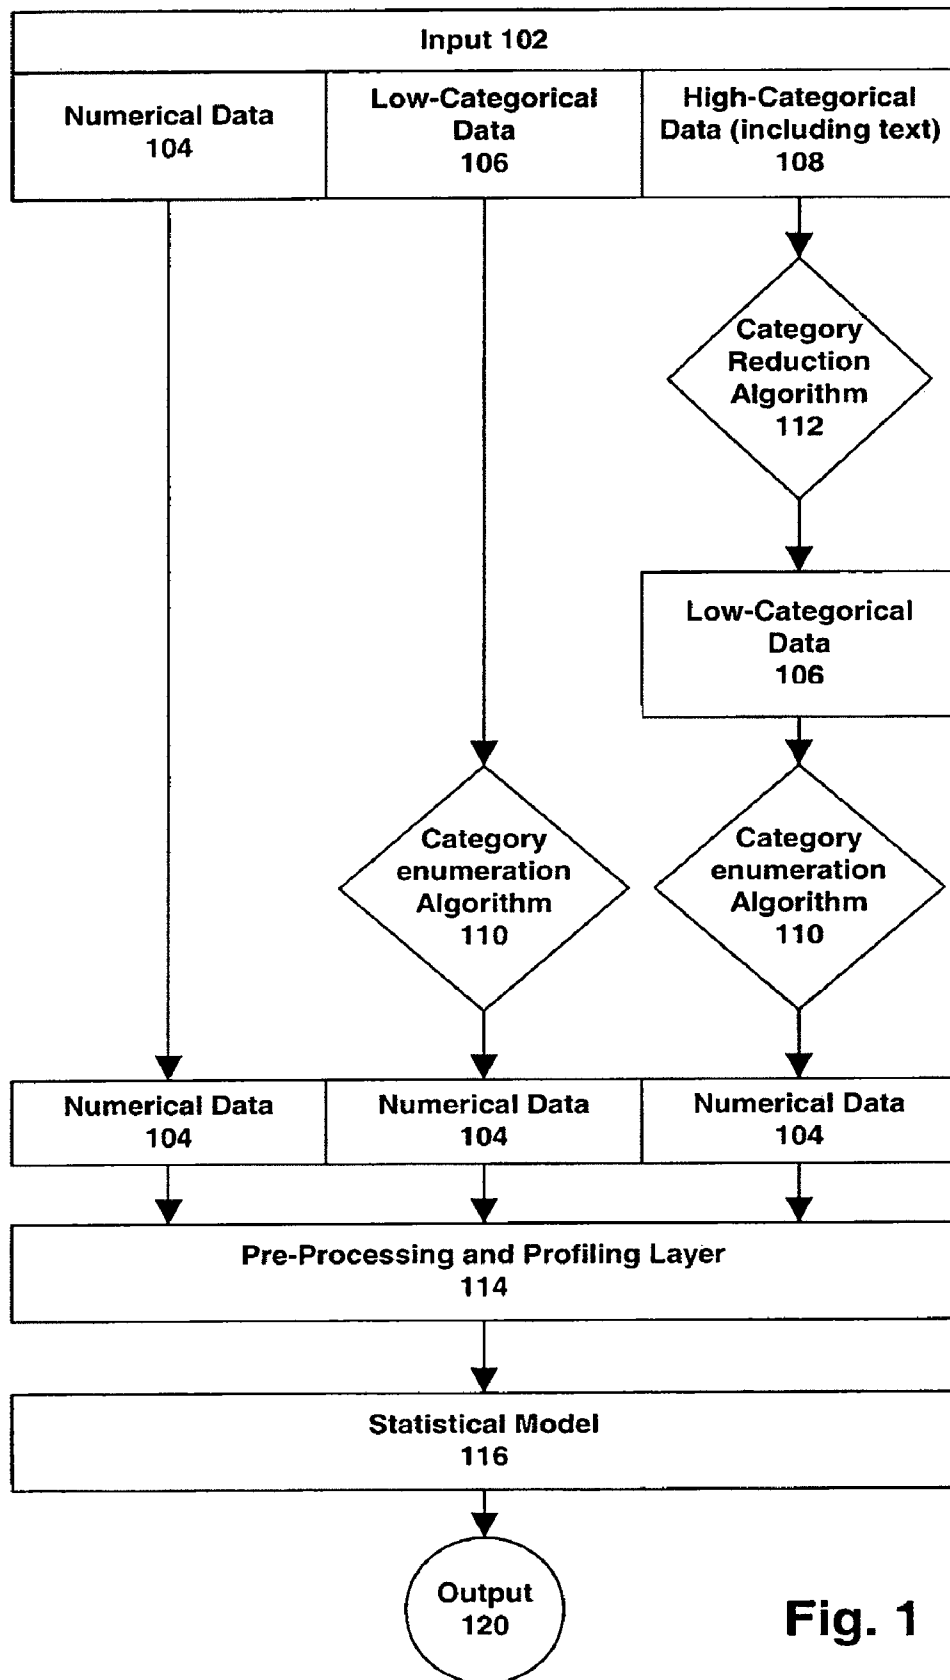 Input 102
Numerical Data
104
Low-Categorical
Data
106
High-Categorical
Data (including text)
108
Category
Reduction
Algorithm
112
Low-Categorical
Data
106
Category
enumeration
Algorithm
110
Category
enumeration
Algorithm
110
Numerical Data
104
Numerical Data
104
Numerical Data
104
Pre-Processing and Profiling Layer
114
Statistical Model
116
Output
120
Fig. 1